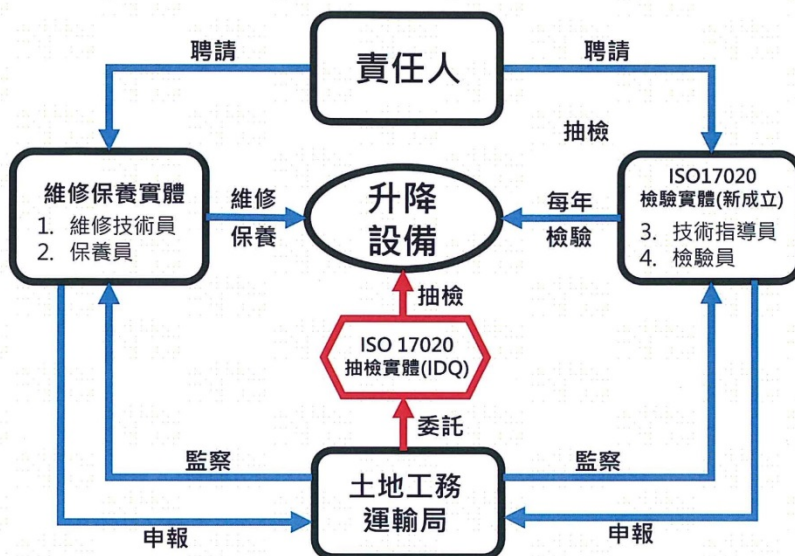 聘請
責任人
聘請
抽檢
維修保養實體
1. 維修技術員
2. 保養員
維修
保養
升降
設備
每年
檢驗
ISO17020
檢驗實體(新成立)
3. 技術指導員
4. 檢驗員
抽檢
ISO 17020
抽檢實體(IDQ)
委託
監察
土地工務
運輸局
監察
申報
申報